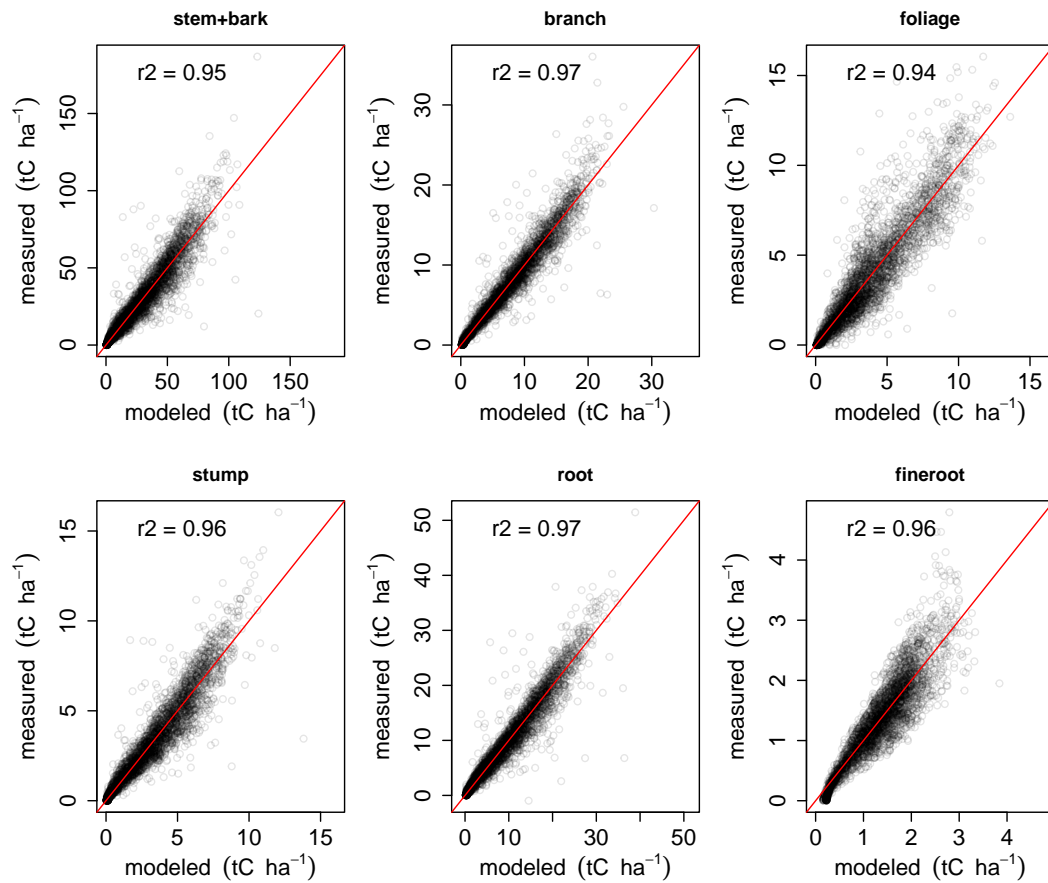 stem+bark
r2 = 0.95
measured (tC ha⁻¹)
0 50 100 150
0 50 100 150
modeled (tC ha⁻¹)
branch
r2 = 0.97
measured (tC ha⁻¹)
0 10 20 30
0 10 20 30
modeled (tC ha⁻¹)
foliage
r2 = 0.94
measured (tC ha⁻¹)
0 5 10 15
0 5 10 15
modeled (tC ha⁻¹)
stump
r2 = 0.96
measured (tC ha⁻¹)
0 5 10 15
0 5 10 15
modeled (tC ha⁻¹)
root
r2 = 0.97
measured (tC ha⁻¹)
0 10 20 30 40 50
0 10 20 30 50
modeled (tC ha⁻¹)
fineroot
r2 = 0.96
measured (tC ha⁻¹)
0 1 2 3 4
0 1 2 3 4
modeled (tC ha⁻¹)